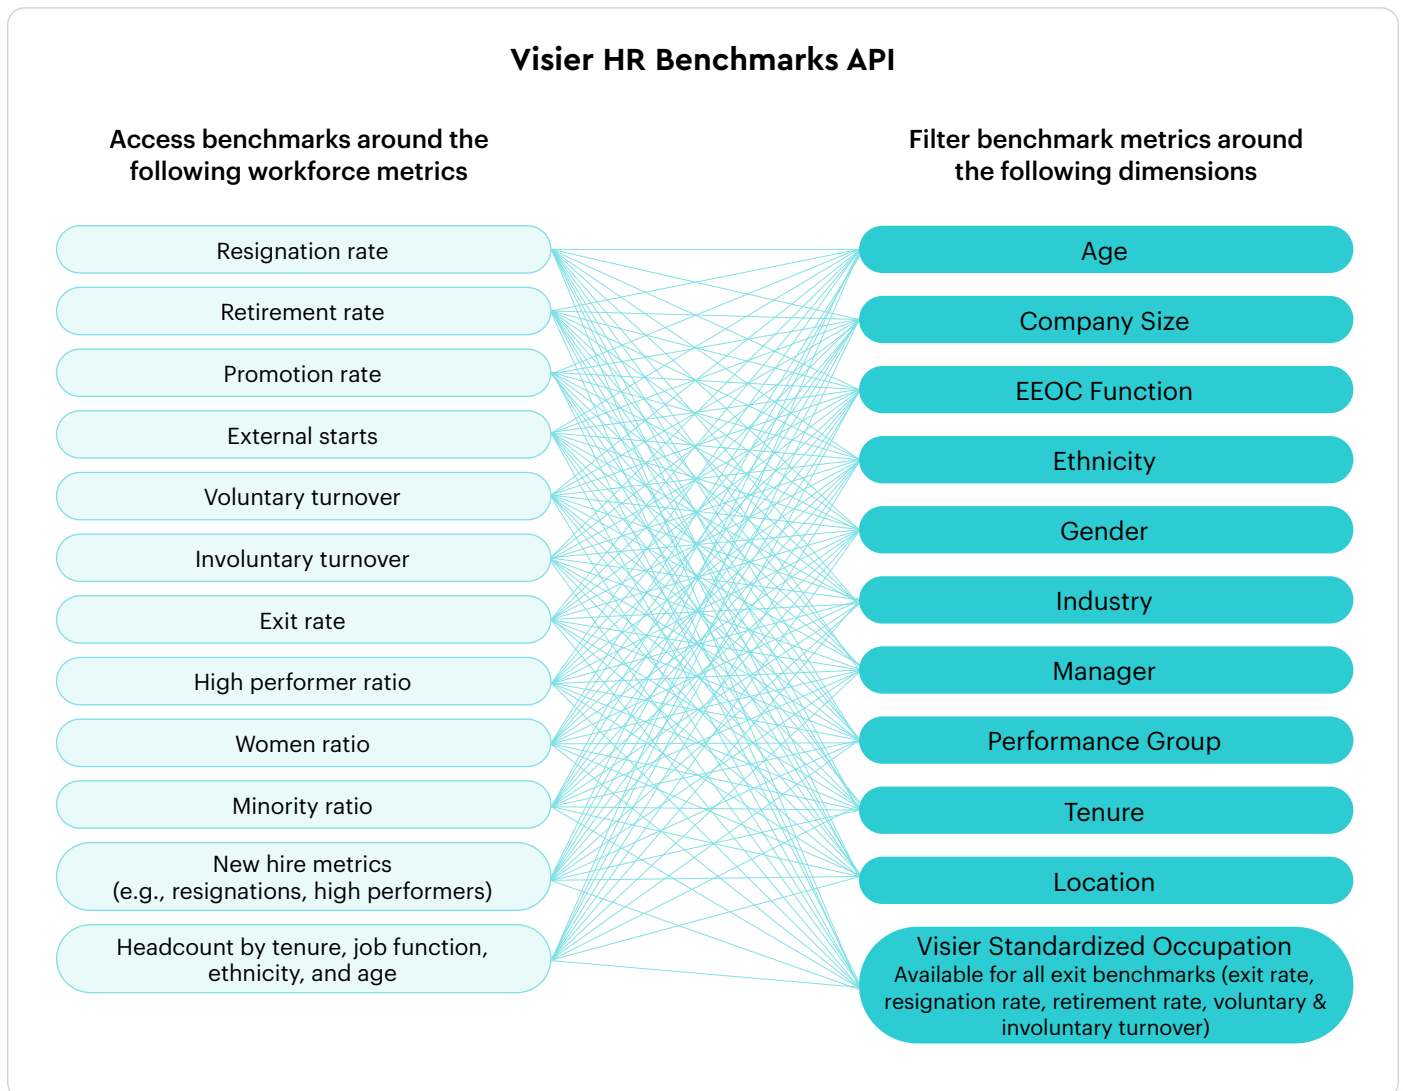 Visier HR Benchmarks API
Access benchmarks around the
following workforce metrics
Resignation rate
Retirement rate
Promotion rate
External starts
Voluntary turnover
Involuntary turnover
Exit rate
High performer ratio
Women ratio
Minority ratio
New hire metrics
(e.g., resignations, high performers)
Headcount by tenure, job function,
ethnicity, and age
Filter benchmark metrics around
the following dimensions
Age
Company Size
EEOC Function
Ethnicity
Gender
Industry
Manager
Performance Group
Tenure
Location
Visier Standardized Occupation
Available for all exit benchmarks (exit rate,
resignation rate, retirement rate, voluntary &
involuntary turnover)